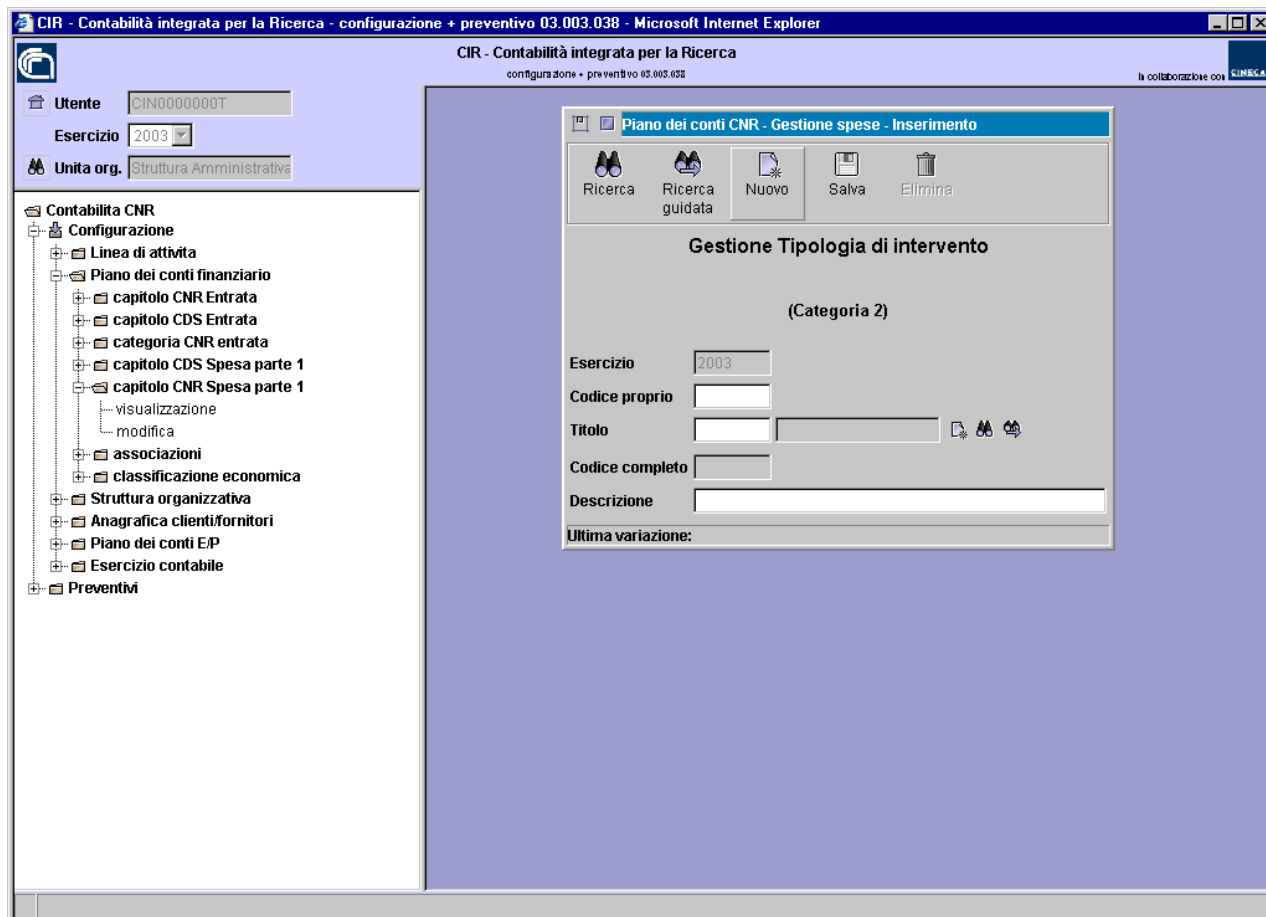 CIR - Contabilità integrata per la Ricerca - configurazione + preventivo 03.003.038 - Microsoft Internet Explorer
CIR - Contabilità integrata per la Ricerca
configurazione + preventivo 03.003.038
In collaborazione con CINECA
Utente CIN0000000T
Esercizio 2003
Unita org. Struttura Amministrativa
Contabilita CNR
Configurazione
Linea di attivita
Piano dei conti finanziario
capitolo CNR Entrata
capitolo CDS Entrata
categoria CNR entrata
capitolo CDS Spesa parte 1
capitolo CNR Spesa parte 1
visualizzazione
modifica
associazioni
classificazione economica
Struttura organizzativa
Anagrafica clienti/fornitori
Piano dei conti E/P
Esercizio contabile
Preventivi
Piano dei conti CNR - Gestione spese - Inserimento
Ricerca
Ricerca guidata
Nuovo
Salva
Elimina
Gestione Tipologia di intervento
(Categoria 2)
Esercizio 2003
Codice proprio
Titolo
Codice completo
Descrizione
Ultima variazione: